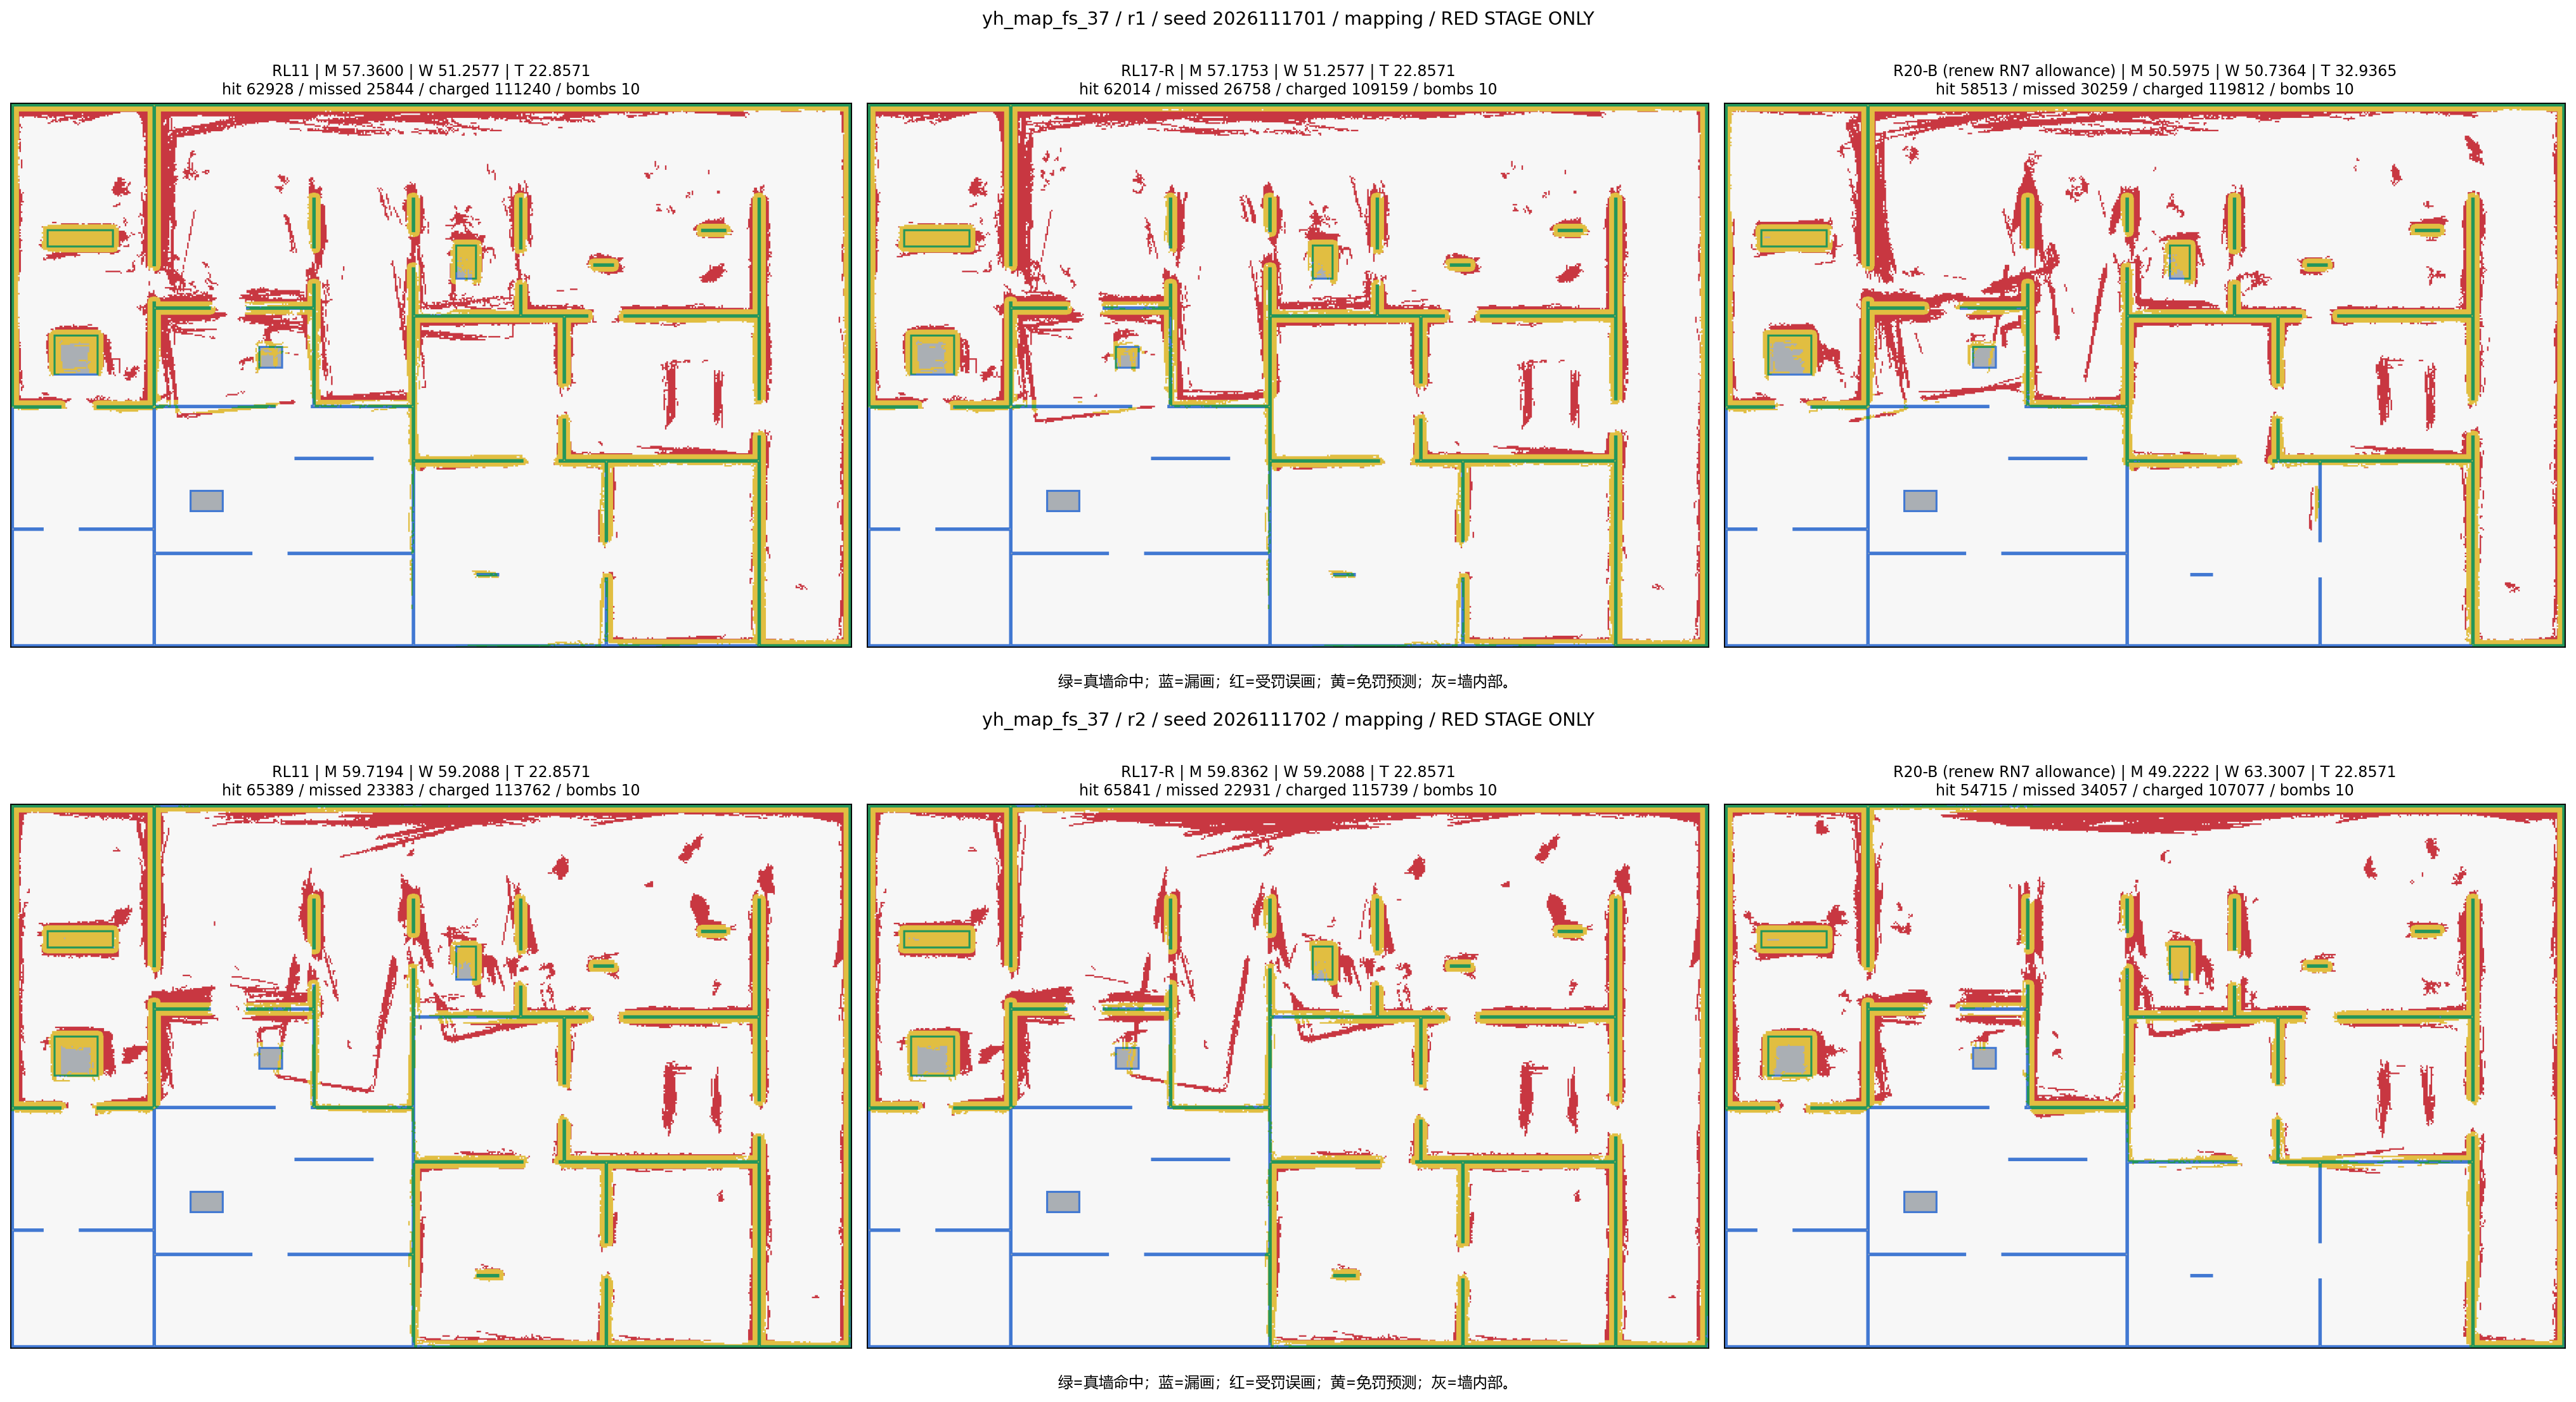 yh_map_fs_37 / r1 / seed 2026111701 / mapping / RED STAGE ONLY
RL11 | M 57.3600 | W 51.2577 | T 22.8571
hit 62928 / missed 25844 / charged 111240 / bombs 10
RL17-R | M 57.1753 | W 51.2577 | T 22.8571
hit 62014 / missed 26758 / charged 109159 / bombs 10
R20-B (renew RN7 allowance) | M 50.5975 | W 50.7364 | T 32.9365
hit 58513 / missed 30259 / charged 119812 / bombs 10
绿=真墙命中；蓝=漏画；红=受罚误画；黄=免罚预测；灰=墙内部。
yh_map_fs_37 / r2 / seed 2026111702 / mapping / RED STAGE ONLY
RL11 | M 59.7194 | W 59.2088 | T 22.8571
hit 65389 / missed 23383 / charged 113762 / bombs 10
RL17-R | M 59.8362 | W 59.2088 | T 22.8571
hit 65841 / missed 22931 / charged 115739 / bombs 10
R20-B (renew RN7 allowance) | M 49.2222 | W 63.3007 | T 22.8571
hit 54715 / missed 34057 / charged 107077 / bombs 10
绿=真墙命中；蓝=漏画；红=受罚误画；黄=免罚预测；灰=墙内部。